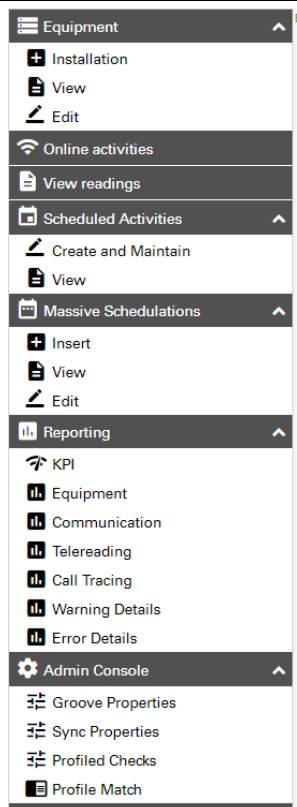 Equipment
Installation
View
Edit
Online activities
View readings
Scheduled Activities
Create and Maintain
View
Massive Schedulations
Insert
View
Edit
Reporting
KPI
Equipment
Communication
Telereading
Call Tracing
Warning Details
Error Details
Admin Console
Groove Properties
Sync Properties
Profiled Checks
Profile Match